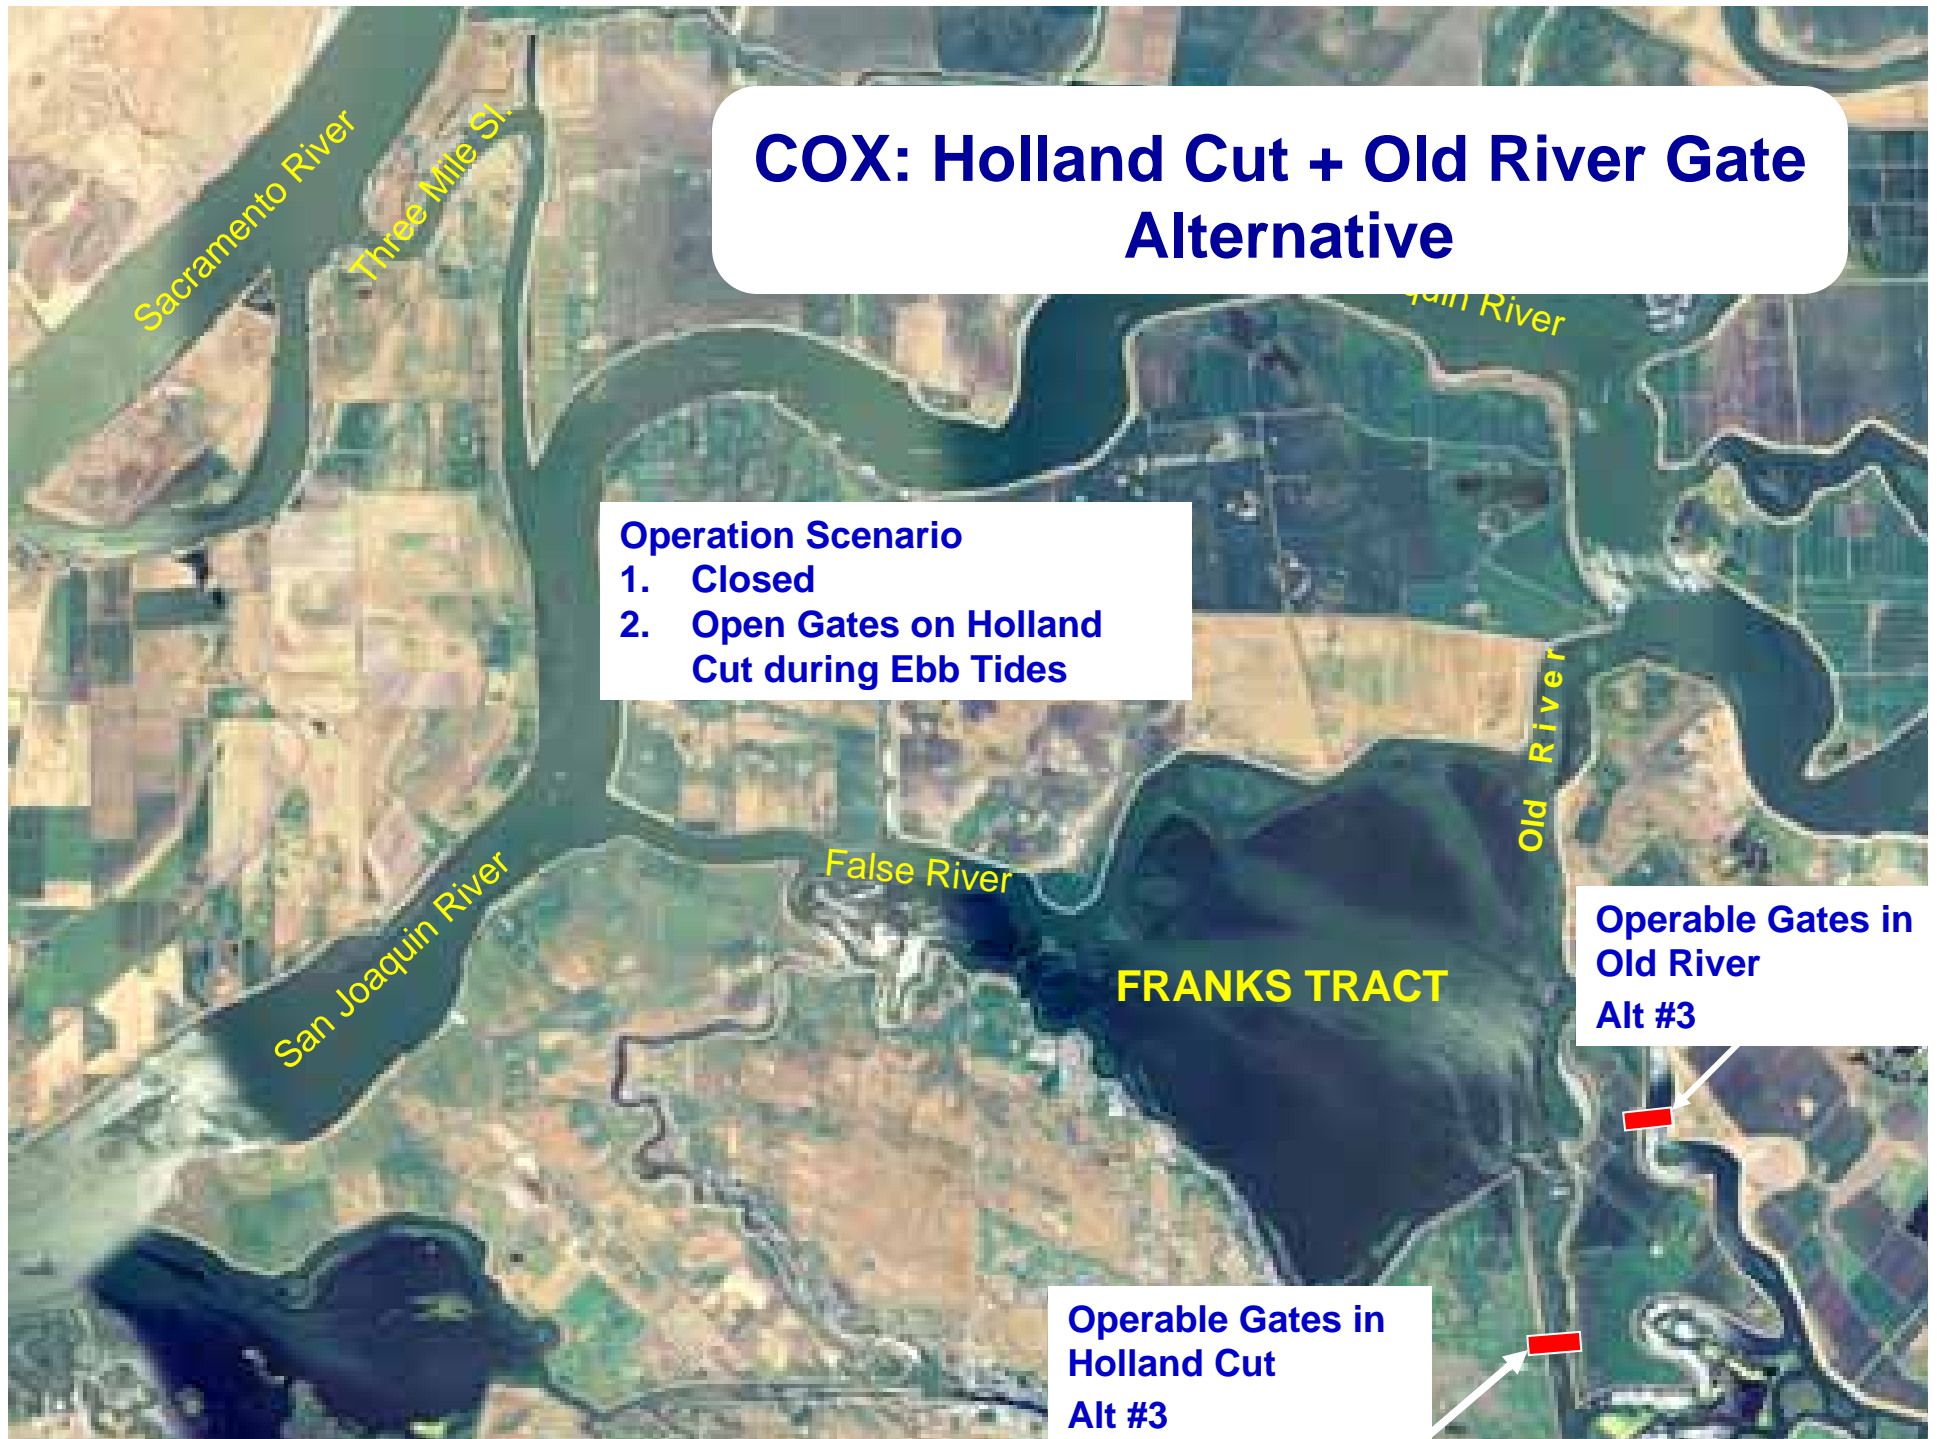 COX: Holland Cut + Old River Gate
Alternative
Sacramento River
Three Mile Sl.
River
Operation Scenario
1. Closed
2. Open Gates on Holland
Cut during Ebb Tides
Old River
False River
San Joaquin River
FRANKS TRACT
Operable Gates in
Old River
Alt #3
Operable Gates in
Holland Cut
Alt #3